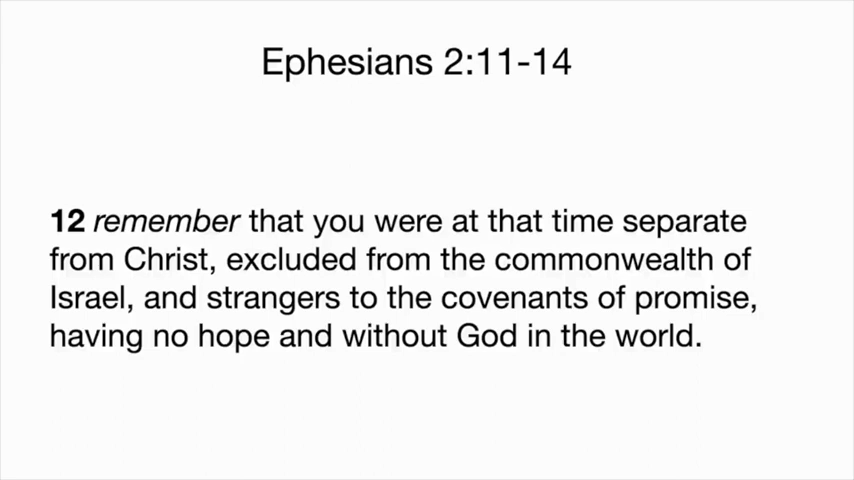 Ephesians 2:11-14
12 remember that you were at that time separate
from Christ, excluded from the commonwealth of
Israel, and strangers to the covenants of promise,
having no hope and without God in the world.